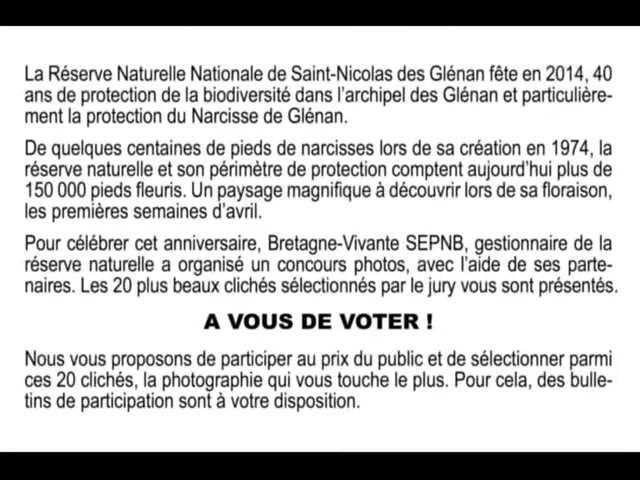 La Réserve Naturelle Nationale de Saint-Nicolas des Glénan fête en 2014, 40
ans de protection de la biodiversité dans l'archipel des Glénan et particulière-
ment la protection du Narcisse de Glénan.
De quelques centaines de pieds de narcisses lors de sa création en 1974, la
réserve naturelle et son périmètre de protection comptent aujourd'hui plus de
150 000 pieds fleuris. Un paysage magnifique à découvrir lors de sa floraison,
les premières semaines d'avril.
Pour célébrer cet anniversaire, Bretagne-Vivante SEPNB, gestionnaire de la
réserve naturelle a organisé un concours photos, avec l'aide de ses parte-
naires. Les 20 plus beaux clichés sélectionnés par le jury vous sont présentés.
A VOUS DE VOTER !
Nous vous proposons de participer au prix du public et de sélectionner parmi
ces 20 clichés, la photographie qui vous touche le plus. Pour cela, des bulle-
tins de participation sont à votre disposition.